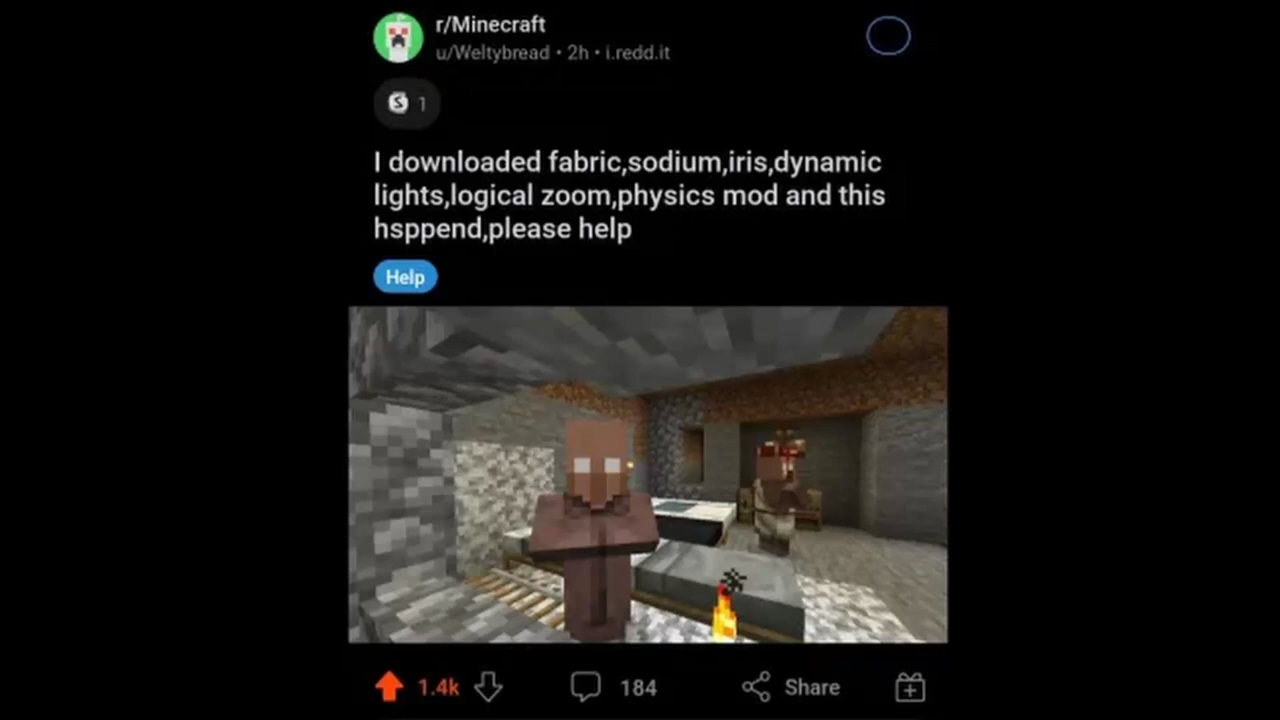 r/Minecraft
u/Weltybread • 2h • i.redd.it
1
I downloaded fabric,sodium,iris,dynamic
lights,logical zoom,physics mod and this
hsppend,please help
Help
1.4k
184
Share